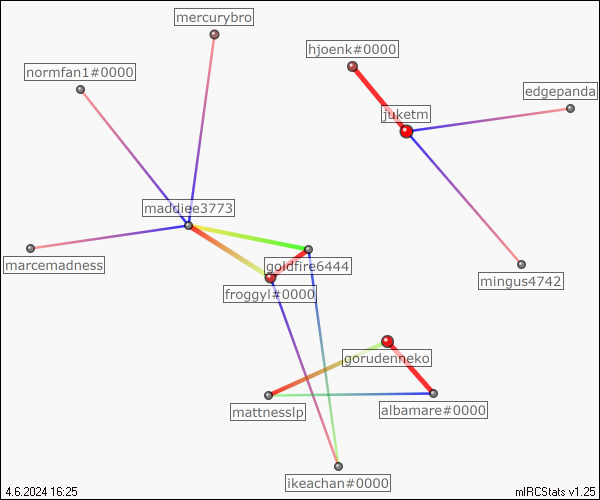 mercurybro
hjoenk#0000
normfan1#0000
edgepanda
juketm
maddiee3773
marcemadness
goldfire6444
mingus4742
froggyl#0000
gorudenneko
mattnesslp
albamare#0000
ikeachan#0000
4.6.2024 16:25
mIRCStats v1.25